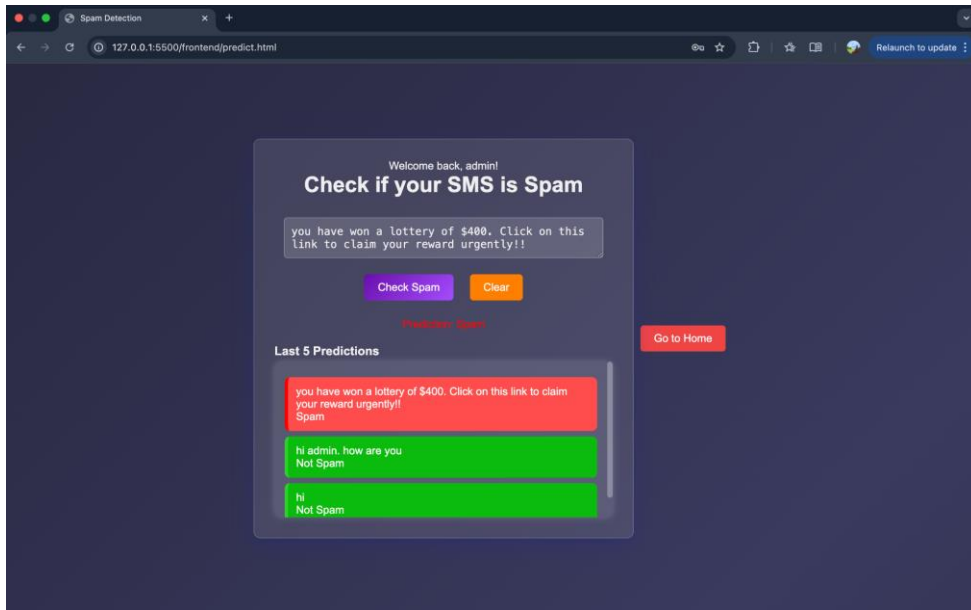 Spam Detection
127.0.0.1:5500/frontend/predict.html
Relaunch to update
Welcome back, admin!
Check if your SMS is Spam
you have won a lottery of $400. Click on this
link to claim your reward urgently!!
Check Spam
Clear
Prediction: Spam
Go to Home
Last 5 Predictions
you have won a lottery of $400. Click on this link to claim
your reward urgently!!
Spam
hi admin. how are you
Not Spam
hi
Not Spam